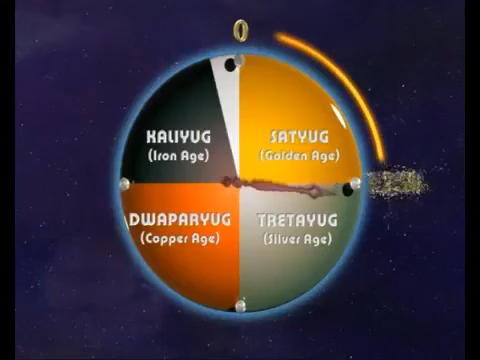 0
KALIYUG
(Iron Age)
SATYUG
(Golden Age)
DWAPARYUG
(Copper Age)
TRETAYUG
(Silver Age)